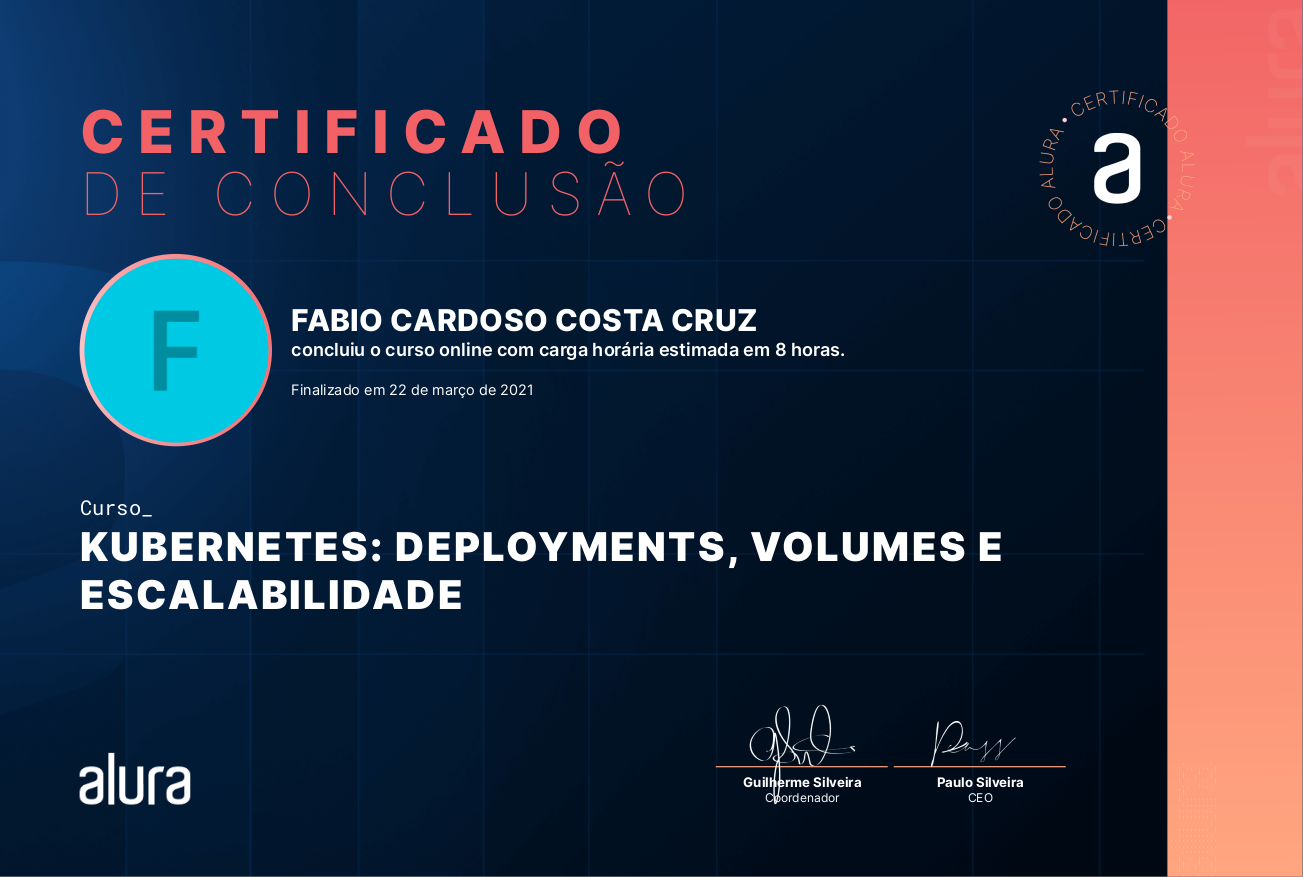 CERTIFICADO
DE CONCLUSÃO
CERTIFICADO ALURA • CERTIFICADO ALURA •
a
F
FABIO CARDOSO COSTA CRUZ
concluiu o curso online com carga horária estimada em 8 horas.
Finalizado em 22 de março de 2021
Curso_
KUBERNETES: DEPLOYMENTS, VOLUMES E
ESCALABILIDADE
alura
Guilherme Silveira
Coordenador
Paulo Silveira
CEO
alura